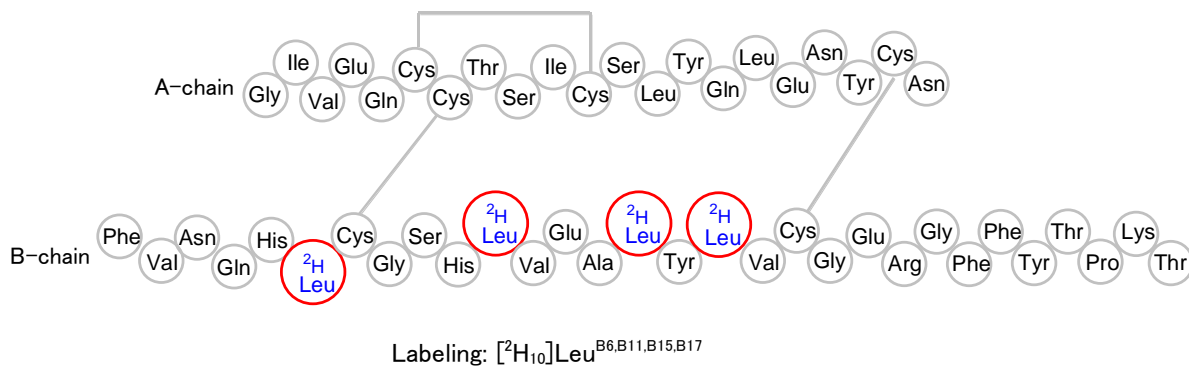 A-chain Gly Ile Val Glu Gln Cys Cys Thr Ser Ile Cys Ser Leu Tyr Gln Leu Glu Asn Tyr Cys Asn
B-chain Phe Val Asn Gln His ²H Leu Cys Gly Ser His ²H Leu Val Glu Ala ²H Leu Tyr ²H Leu Val Cys Gly Glu Arg Gly Phe Phe Tyr Thr Pro Lys Thr
Labeling: [²H₁₀]Leu^B6,B11,B15,B17